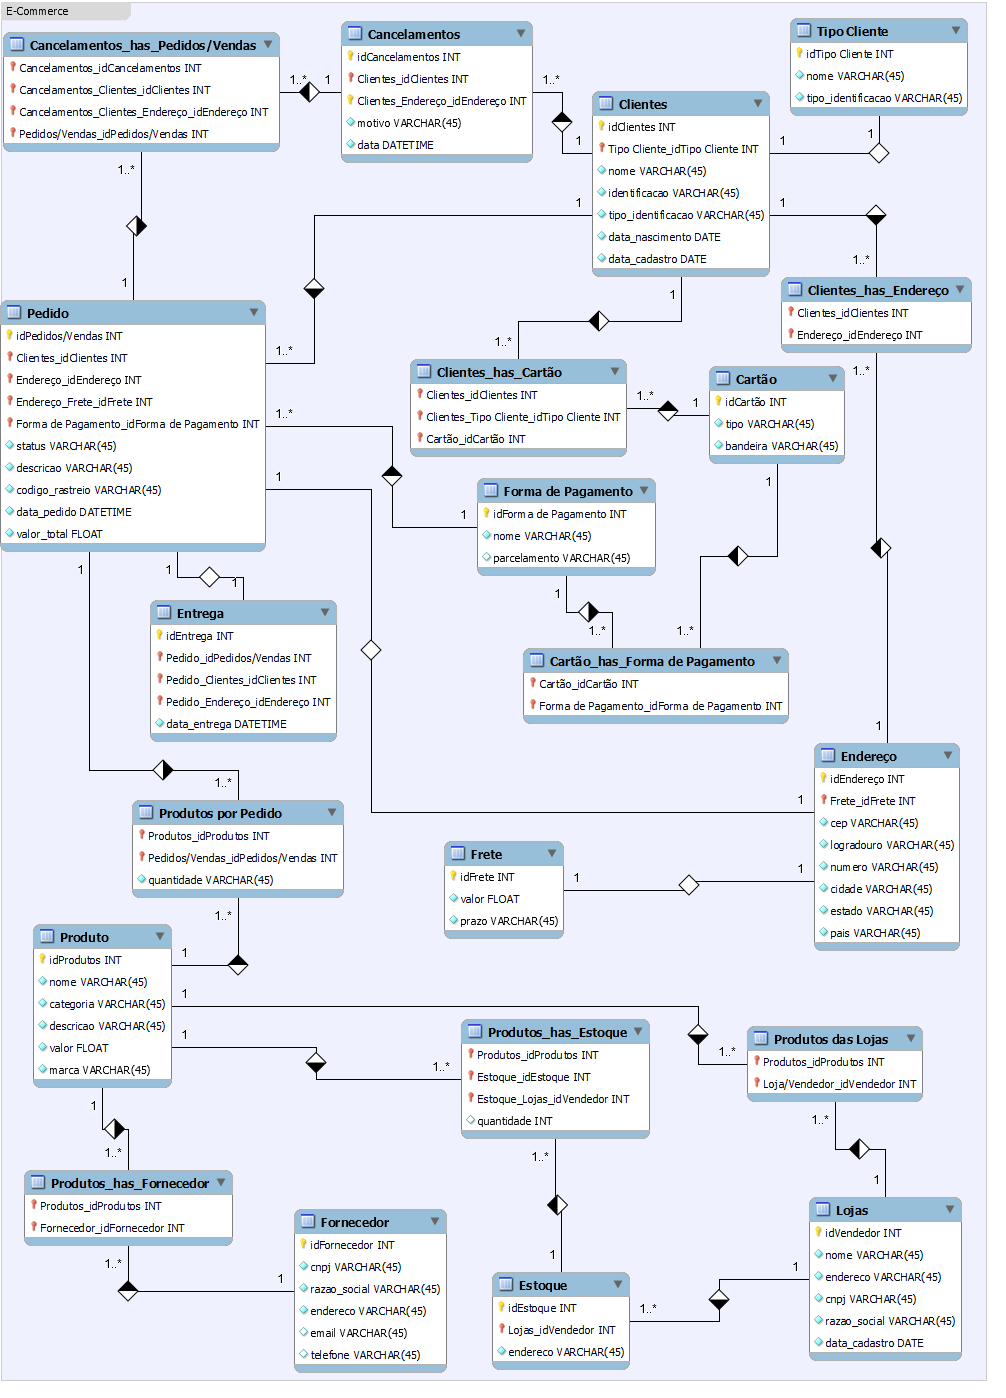 E-Commerce
Cancelamentos_has_Pedidos/Vendas
Cancelamentos_idCancelamentos INT
Cancelamentos_Clientes_idClientes INT
Cancelamentos_Clientes_Endereço_idEndereço INT
Pedidos/Vendas_idPedidos/Vendas INT
1..*
1
Cancelamentos
idCancelamentos INT
Clientes_idClientes INT
Clientes_Endereço_idEndereço INT
motivo VARCHAR(45)
data DATETIME
1..*
1
Tipo Cliente
idTipo Cliente INT
nome VARCHAR(45)
tipo_identificacao VARCHAR(45)
1
1
Clientes
idClientes INT
Tipo Cliente_idTipo Cliente INT
nome VARCHAR(45)
identificacao VARCHAR(45)
tipo_identificacao VARCHAR(45)
data_nascimento DATE
data_cadastro DATE
1..*
1
1
1
1..*
Clientes_has_Endereço
Clientes_idClientes INT
Endereço_idEndereço INT
1..*
1
Pedido
idPedidos/Vendas INT
Clientes_idClientes INT
Endereço_idEndereço INT
Endereço_Frete_idFrete INT
Forma de Pagamento_idForma de Pagamento INT
status VARCHAR(45)
descricao VARCHAR(45)
codigo_rastreio VARCHAR(45)
data_pedido DATETIME
valor_total FLOAT
1..*
1..*
1
1
1
1
1..*
Clientes_has_Cartão
Clientes_idClientes INT
Clientes_Tipo Cliente_idTipo Cliente INT
Cartão_idCartão INT
1..*
1
Cartão
idCartão INT
tipo VARCHAR(45)
bandeira VARCHAR(45)
1
Forma de Pagamento
idForma de Pagamento INT
nome VARCHAR(45)
parcelamento VARCHAR(45)
1
1
1..*
1..*
Cartão_has_Forma de Pagamento
Cartão_idCartão INT
Forma de Pagamento_idForma de Pagamento INT
1
Entrega
idEntrega INT
Pedido_idPedidos/Vendas INT
Pedido_Clientes_idClientes INT
Pedido_Endereço_idEndereço INT
data_entrega DATETIME
1
Endereço
idEndereço INT
Frete_idFrete INT
cep VARCHAR(45)
logradouro VARCHAR(45)
numero VARCHAR(45)
cidade VARCHAR(45)
estado VARCHAR(45)
pais VARCHAR(45)
1
1
1..*
Produtos por Pedido
Produtos_idProdutos INT
Pedidos/Vendas_idPedidos/Vendas INT
quantidade VARCHAR(45)
1..*
Frete
idFrete INT
valor FLOAT
prazo VARCHAR(45)
1
Produto
idProdutos INT
nome VARCHAR(45)
categoria VARCHAR(45)
descricao VARCHAR(45)
valor FLOAT
marca VARCHAR(45)
1
1
1
1
1..*
Produtos_has_Estoque
Produtos_idProdutos INT
Estoque_idEstoque INT
Estoque_Lojas_idVendedor INT
quantidade INT
1..*
1..*
Produtos das Lojas
Produtos_idProdutos INT
Loja/Vendedor_idVendedor INT
1..*
1
1..*
Produtos_has_Fornecedor
Produtos_idProdutos INT
Fornecedor_idFornecedor INT
1..*
1
Fornecedor
idFornecedor INT
cnpj VARCHAR(45)
razao_social VARCHAR(45)
endereco VARCHAR(45)
email VARCHAR(45)
telefone VARCHAR(45)
1
Estoque
idEstoque INT
Lojas_idVendedor INT
endereco VARCHAR(45)
1..*
1
Lojas
idVendedor INT
nome VARCHAR(45)
endereco VARCHAR(45)
cnpj VARCHAR(45)
razao_social VARCHAR(45)
data_cadastro DATE